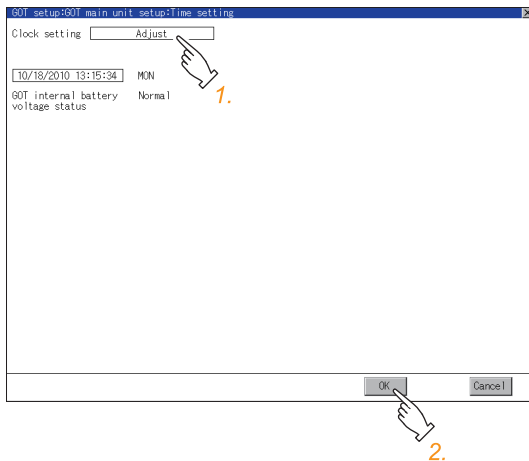 GOT setup:GOT main unit setup:Time setting
Clock setting Adjust
1.
10/18/2010 13:15:34 MON
GOT internal battery Normal
voltage status
OK Cancel
2.